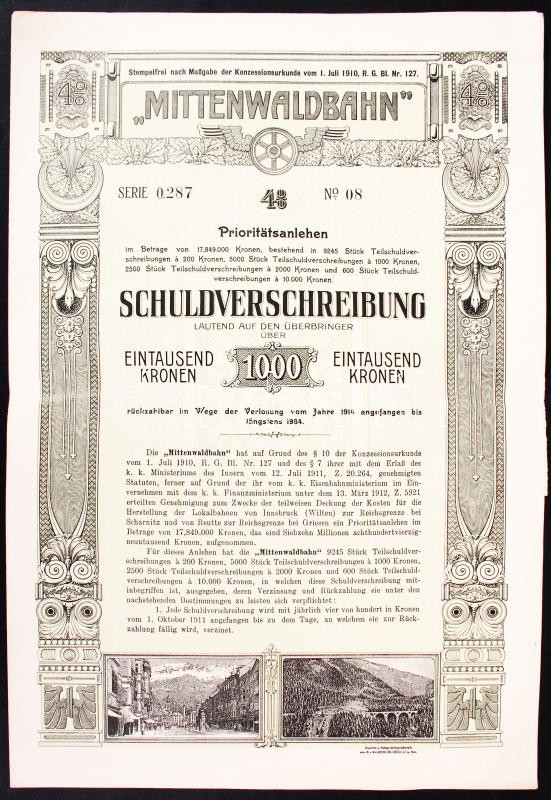 Stempelfrei nach Maßgabe der Konzessionsurkunde vom 1. Juli 1910, R. G. Bl. Nr. 127.
4% 4%
„MITTENWALDBAHN”
SERIE 0.287 4% No 08
Prioritätsanlehen
im Betrage von 17,849.000 Kronen, bestehend in 9245 Stück Teilschuldver-
schreibungen à 200 Kronen, 5000 Stück Teilschuldverschreibungen à 1000 Kronen,
2500 Stück Teilschuldverschreibungen à 2000 Kronen und 600 Stück Teilschuld-
verschreibungen à 10.000 Kronen.
SCHULDVERSCHREIBUNG
LAUTEND AUF DEN ÜBERBRINGER
ÜBER
EINTAUSEND KRONEN 1000 EINTAUSEND KRONEN
rückzahlbar im Wege der Verlosung vom Jahre 1914 angefangen bis
längstens 1984.
Die „Mittenwaldbahn” hat auf Grund des § 10 der Konzessionsurkunde
vom 1. Juli 1910, R. G. Bl. Nr. 127 und des § 7 ihrer mit dem Erlaß des
k. k. Ministeriums des Innern vom 12. Juli 1911, Z. 20.264, genehmigten
Statuten, ferner auf Grund der ihr vom k. k. Eisenbahnministerium im Ein-
vernehmen mit dem k. k. Finanzministerium unter dem 13. März 1912, Z. 5921
erteilten Genehmigung zum Zwecke der teilweisen Deckung der Kosten für die
Herstellung der Lokalbahnen von Innsbruck (Wilten) zur Reichsgrenze bei
Scharnitz und von Reutte zur Reichsgrenze bei Griesen ein Prioritätsanlehen im
Betrage von 17,849.000 Kronen, das sind Siebzehn Millionen achthundertvierzig-
neuntausend Kronen, aufgenommen.
Für dieses Anlehen hat die „Mittenwaldbahn” 9245 Stück Teilschuldver-
schreibungen à 200 Kronen, 5000 Stück Teilschuldverschreibungen à 1000 Kronen,
2500 Stück Teilschuldverschreibungen à 2000 Kronen und 600 Stück Teilschuld-
verschreibungen à 10.000 Kronen, in welchen diese Schuldverschreibung mit-
inbegriffen ist, ausgegeben, deren Verzinsung und Rückzahlung sie unter den
nachstehenden Bestimmungen zu leisten sich verpflichtet:
1. Jede Schuldverschreibung wird mit jährlich vier von hundert in Kronen
vom 1. Oktober 1911 angefangen bis zu dem Tage, an welchem sie zur Rück-
zahlung fällig wird, verzinst.